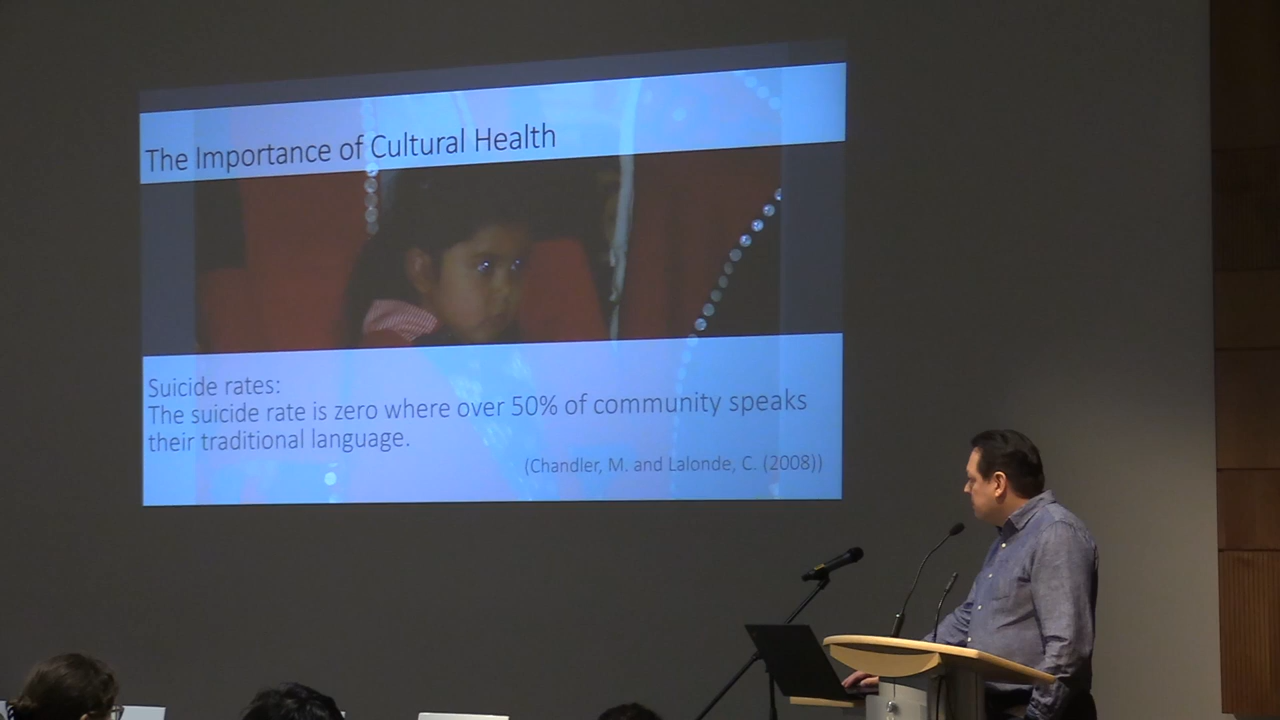 The Importance of Cultural Health
Suicide rates:
The suicide rate is zero where over 50% of community speaks
their traditional language.
(Chandler, M. and Lalonde, C. (2008))